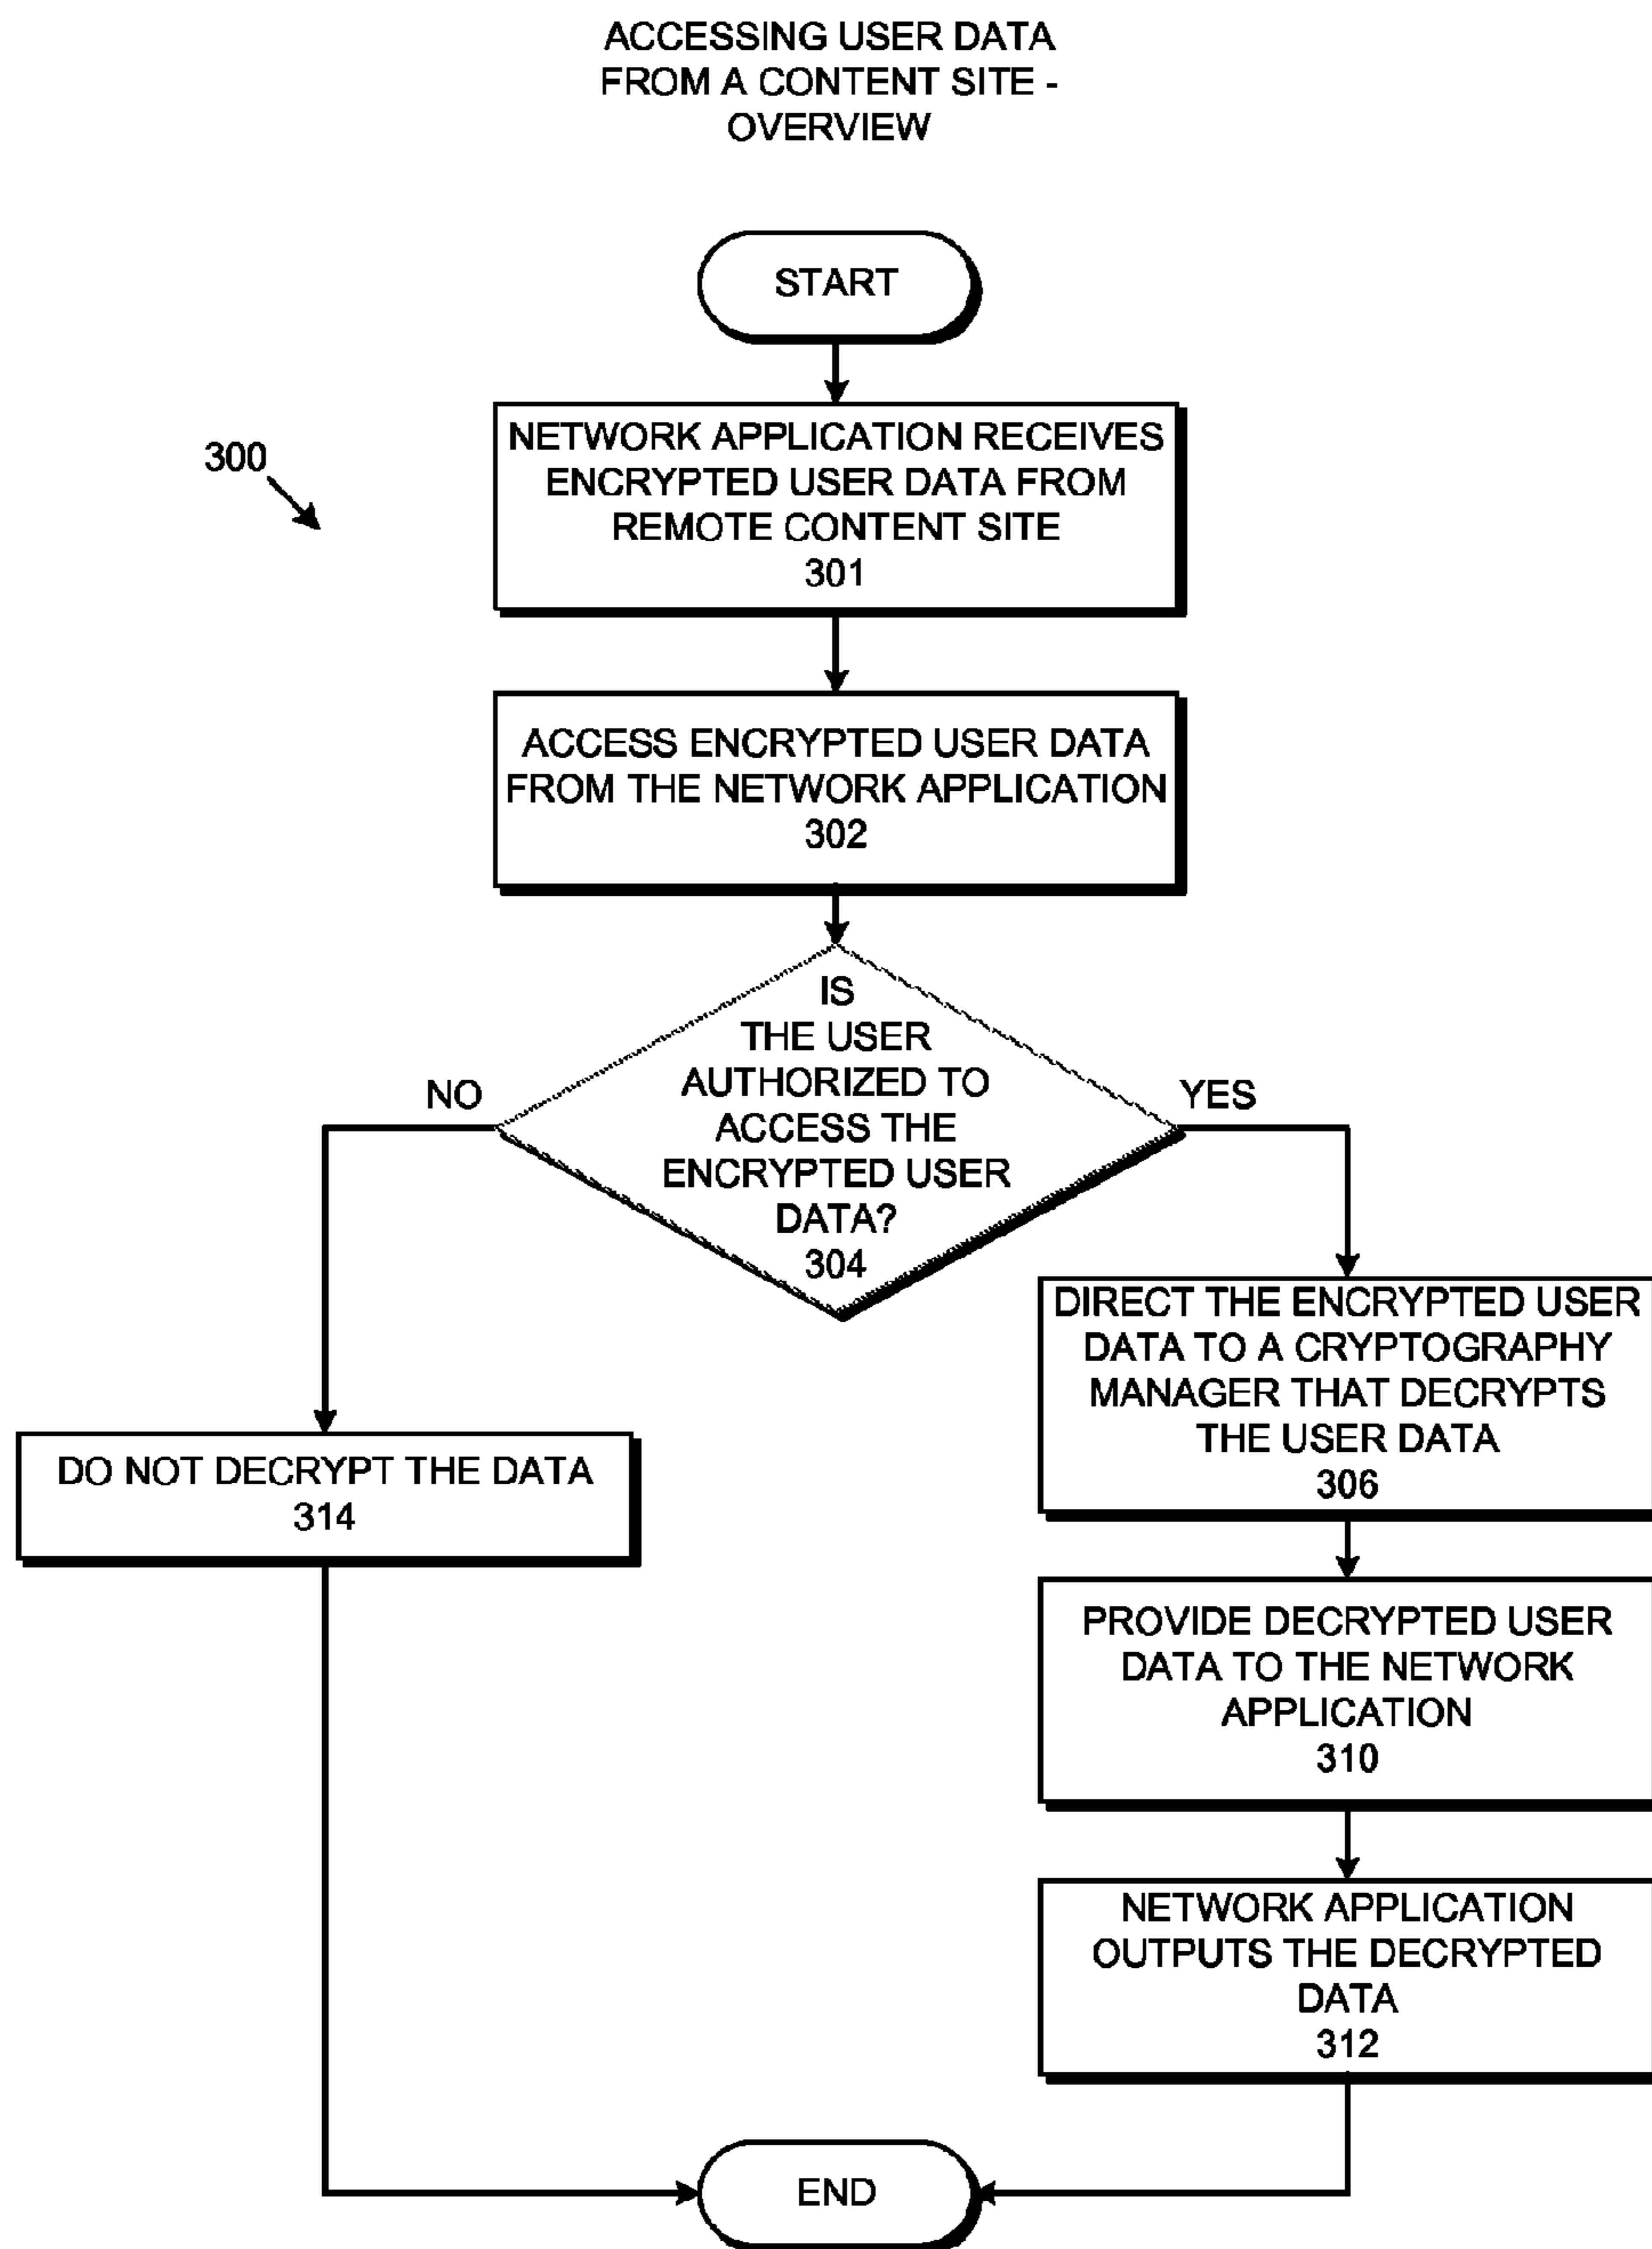 ACCESSING USER DATA
FROM A CONTENT SITE -
OVERVIEW
START
300
NETWORK APPLICATION RECEIVES
ENCRYPTED USER DATA FROM
REMOTE CONTENT SITE
301
ACCESS ENCRYPTED USER DATA
FROM THE NETWORK APPLICATION
302
IS
THE USER
AUTHORIZED TO
ACCESS THE
ENCRYPTED USER
DATA?
304
NO
YES
DIRECT THE ENCRYPTED USER
DATA TO A CRYPTOGRAPHY
MANAGER THAT DECRYPTS
THE USER DATA
306
DO NOT DECRYPT THE DATA
314
PROVIDE DECRYPTED USER
DATA TO THE NETWORK
APPLICATION
310
NETWORK APPLICATION
OUTPUTS THE DECRYPTED
DATA
312
END